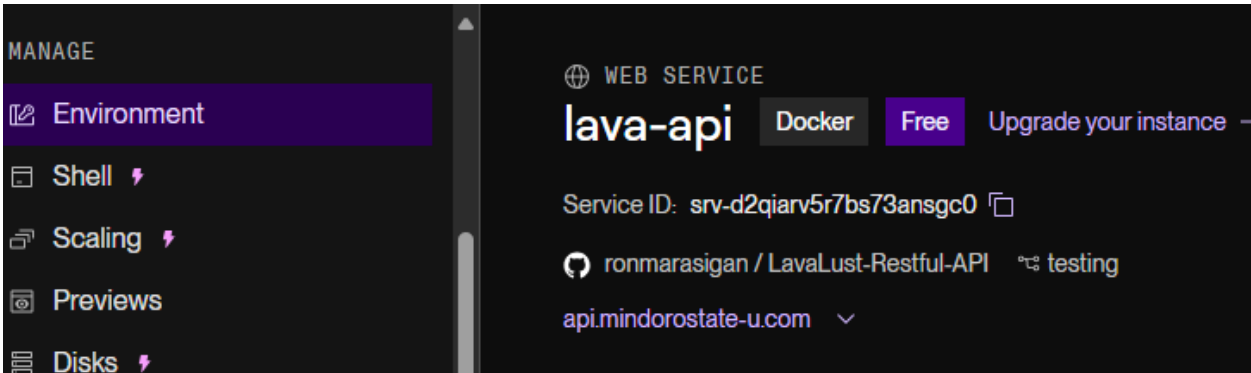 MANAGE
Environment
Shell
Scaling
Previews
Disks
WEB SERVICE
lava-api Docker Free Upgrade your instance
Service ID: srv-d2qiarv5r7bs73ansgc0
ronmarasigan / LavaLust-Restful-API testing
api.mindorostate-u.com